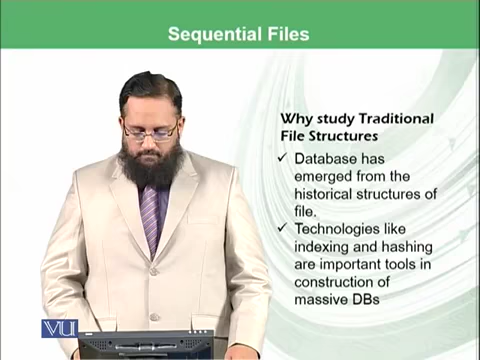 Sequential Files
Why study Traditional
File Structures
✓ Database has
emerged from the
historical structures of
file.
✓ Technologies like
indexing and hashing
are important tools in
construction of
massive DBs
VU